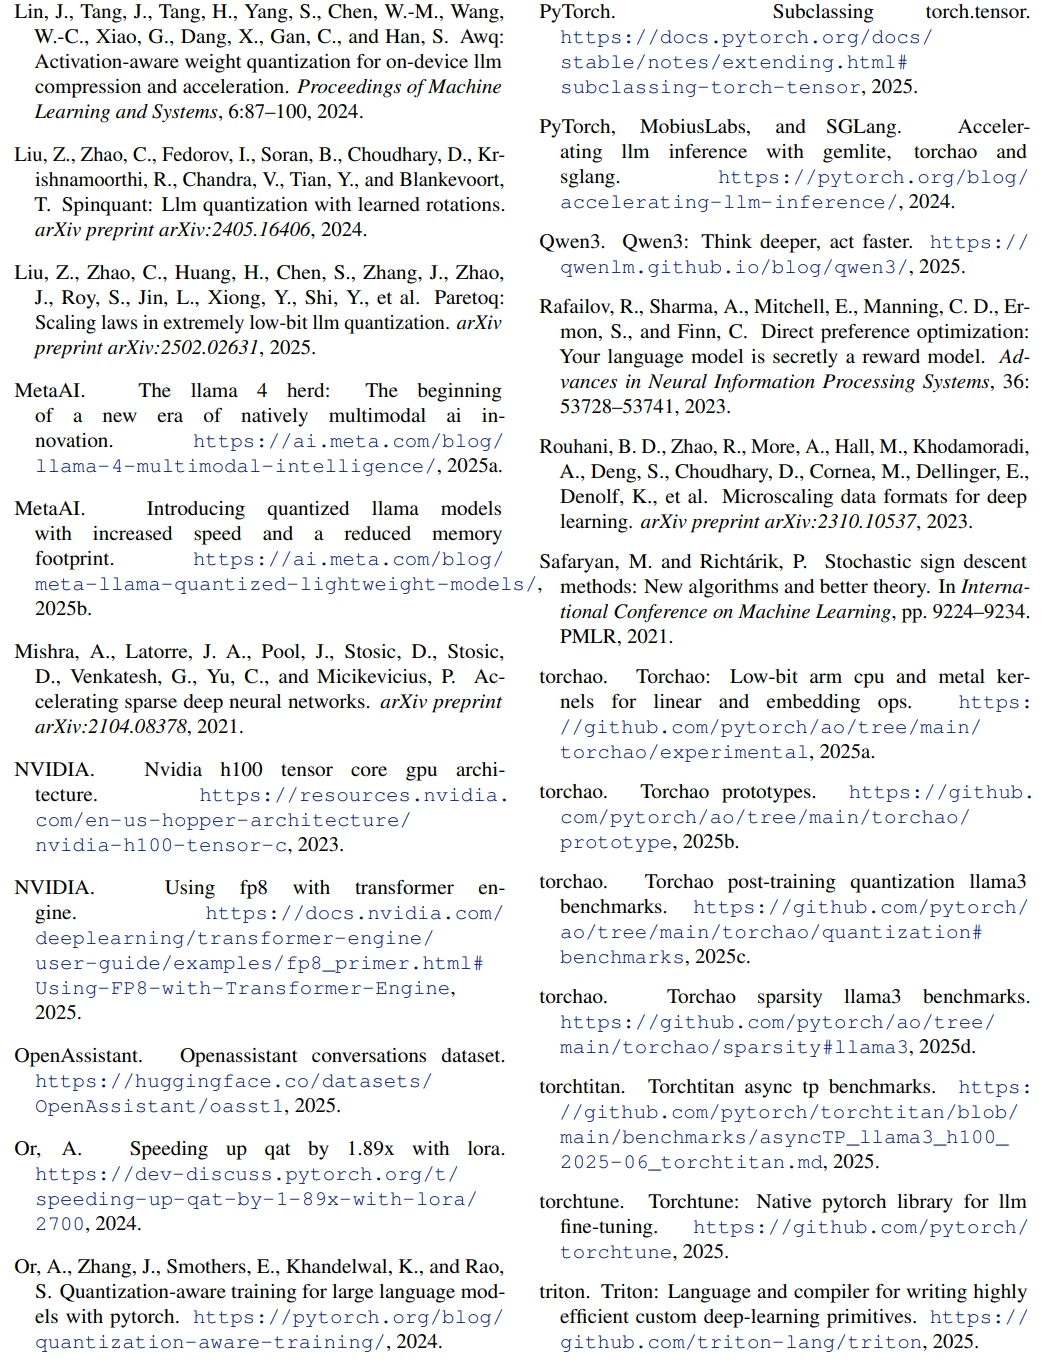 Lin, J., Tang, J., Tang, H., Yang, S., Chen, W.-M., Wang,
W.-C., Xiao, G., Dang, X., Gan, C., and Han, S. Awq:
Activation-aware weight quantization for on-device llm
compression and acceleration. Proceedings of Machine
Learning and Systems, 6:87–100, 2024.
Liu, Z., Zhao, C., Fedorov, I., Soran, B., Choudhary, D., Kr-
ishnamoorthi, R., Chandra, V., Tian, Y., and Blankevoort,
T. Spinquant: Llm quantization with learned rotations.
arXiv preprint arXiv:2405.16406, 2024.
Liu, Z., Zhao, C., Huang, H., Chen, S., Zhang, J., Zhao,
J., Roy, S., Jin, L., Xiong, Y., Shi, Y., et al. Paretoq:
Scaling laws in extremely low-bit llm quantization. arXiv
preprint arXiv:2502.02631, 2025.
MetaAI. The llama 4 herd: The beginning
of a new era of natively multimodal ai in-
novation. https://ai.meta.com/blog/
llama-4-multimodal-intelligence/, 2025a.
MetaAI. Introducing quantized llama models
with increased speed and a reduced memory
footprint. https://ai.meta.com/blog/
meta-llama-quantized-lightweight-models/,
2025b.
Mishra, A., Latorre, J. A., Pool, J., Stosic, D., Stosic,
D., Venkatesh, G., Yu, C., and Micikevicius, P. Ac-
celerating sparse deep neural networks. arXiv preprint
arXiv:2104.08378, 2021.
NVIDIA. Nvidia h100 tensor core gpu archi-
tecture. https://resources.nvidia.
com/en-us-hopper-architecture/
nvidia-h100-tensor-c, 2023.
NVIDIA. Using fp8 with transformer en-
gine. https://docs.nvidia.com/
deeplearning/transformer-engine/
user-guide/examples/fp8_primer.html#
Using-FP8-with-Transformer-Engine,
2025.
OpenAssistant. Openassistant conversations dataset.
https://huggingface.co/datasets/
OpenAssistant/oasst1, 2025.
Or, A. Speeding up qat by 1.89x with lora.
https://dev-discuss.pytorch.org/t/
speeding-up-qat-by-1-89x-with-lora/
2700, 2024.
Or, A., Zhang, J., Smothers, E., Khandelwal, K., and Rao,
S. Quantization-aware training for large language mod-
els with pytorch. https://pytorch.org/blog/
quantization-aware-training/, 2024.
PyTorch. Subclassing torch.tensor.
https://docs.pytorch.org/docs/
stable/notes/extending.html#
subclassing-torch-tensor, 2025.
PyTorch, MobiusLabs, and SGLang. Acceler-
ating llm inference with gemlite, torchao and
sglang. https://pytorch.org/blog/
accelerating-llm-inference/, 2024.
Qwen3. Qwen3: Think deeper, act faster. https://
qwenlm.github.io/blog/qwen3/, 2025.
Rafailov, R., Sharma, A., Mitchell, E., Manning, C. D., Er-
mon, S., and Finn, C. Direct preference optimization:
Your language model is secretly a reward model. Ad-
vances in Neural Information Processing Systems, 36:
53728–53741, 2023.
Rouhani, B. D., Zhao, R., More, A., Hall, M., Khodamoradi,
A., Deng, S., Choudhary, D., Cornea, M., Dellinger, E.,
Denolf, K., et al. Microscaling data formats for deep
learning. arXiv preprint arXiv:2310.10537, 2023.
Safaryan, M. and Richtárik, P. Stochastic sign descent
methods: New algorithms and better theory. In Interna-
tional Conference on Machine Learning, pp. 9224–9234.
PMLR, 2021.
torchao. Torchao: Low-bit arm cpu and metal ker-
nels for linear and embedding ops. https:
//github.com/pytorch/ao/tree/main/
torchao/experimental, 2025a.
torchao. Torchao prototypes. https://github.
com/pytorch/ao/tree/main/torchao/
prototype, 2025b.
torchao. Torchao post-training quantization llama3
benchmarks. https://github.com/pytorch/
ao/tree/main/torchao/quantization#
benchmarks, 2025c.
torchao. Torchao sparsity llama3 benchmarks.
https://github.com/pytorch/ao/tree/
main/torchao/sparsity#llama3, 2025d.
torchtitan. Torchtitan async tp benchmarks. https:
//github.com/pytorch/torchtitan/blob/
main/benchmarks/asyncTP_llama3_h100_
2025-06_torchtitan.md, 2025.
torchtune. Torchtune: Native pytorch library for llm
fine-tuning. https://github.com/pytorch/
torchtune, 2025.
triton. Triton: Language and compiler for writing highly
efficient custom deep-learning primitives. https://
github.com/triton-lang/triton, 2025.